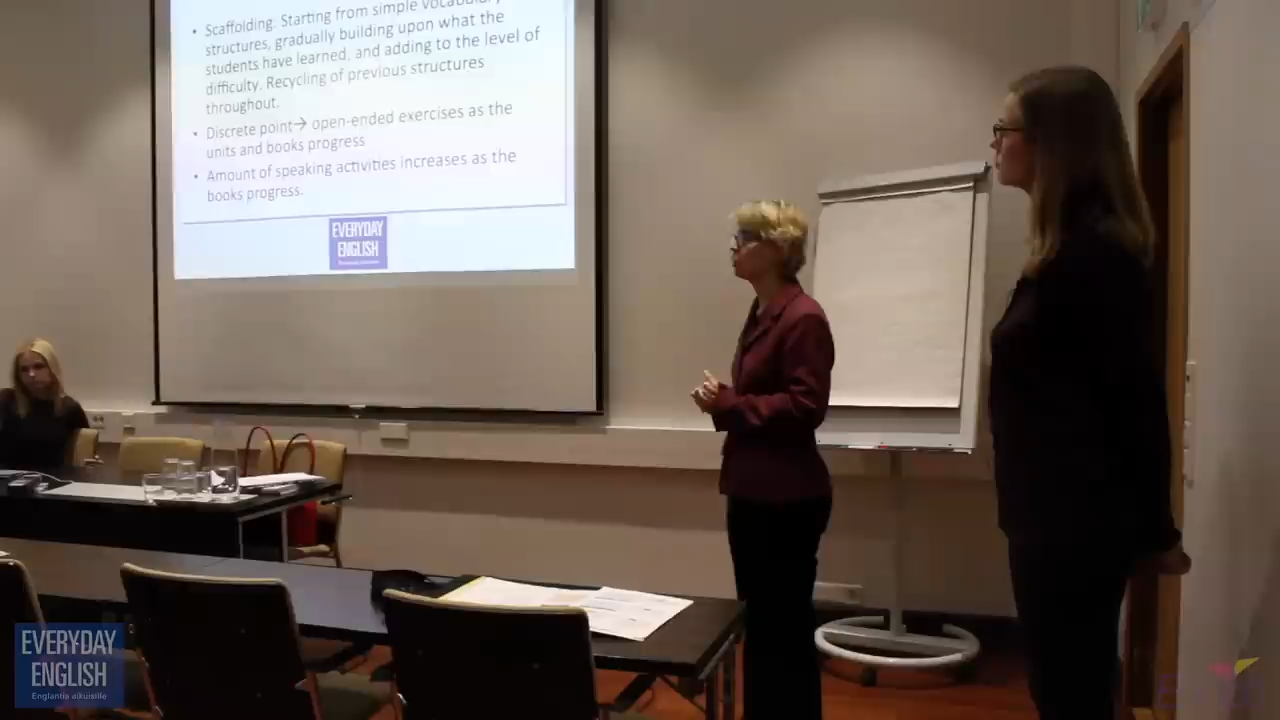 • Scaffolding: Starting from simple vocabulary
structures, gradually building upon what the
students have learned, and adding to the level of
difficulty. Recycling of previous structures
throughout.
• Discrete point→ open-ended exercises as the
units and books progress
• Amount of speaking activities increases as the
books progress.
EVERYDAY
ENGLISH
EVERYDAY
ENGLISH
Englantia aikuisille